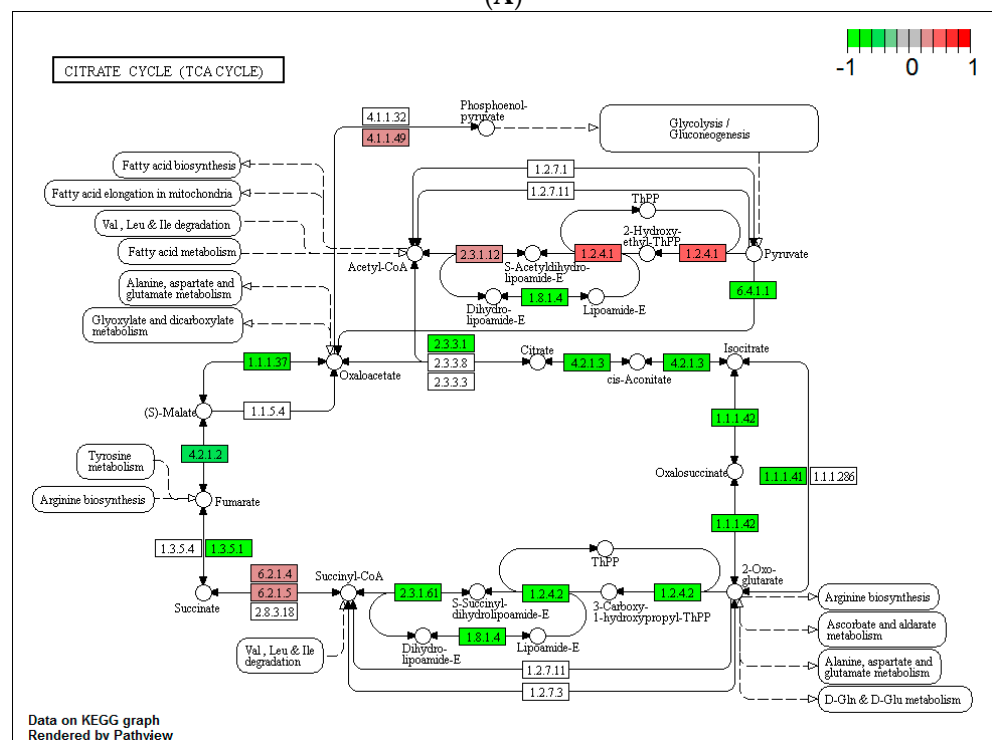 (A)
CITRATE CYCLE (TCA CYCLE)
-1 0 1
Phosphoenol-
pyruvate
4.1.1.32
4.1.1.49
Glycolysis /
Gluconeogenesis
Fatty acid biosynthesis
Fatty acid elongation in mitochondria
Val, Leu & Ile degradation
Fatty acid metabolism
Alanine, aspartate and
glutamate metabolism
Glyoxylate and dicarboxylate
metabolism
1.2.7.1
1.2.7.11
ThPP
2-Hydroxy-
ethyl-ThPP
Acetyl-CoA
2.3.1.12
S-Acetyldihydro-
lipoamide-E
1.2.4.1
1.2.4.1
Pyruvate
Dihydro-
lipoamide-E
1.8.1.4
Lipoamide-E
6.4.1.1
1.1.1.37
Oxaloacetate
2.3.3.1
2.3.3.8
2.3.3.3
Citrate
4.2.1.3
cis-Aconitate
4.2.1.3
Isocitrate
(S)-Malate
1.1.5.4
1.1.1.42
4.2.1.2
Tyrosine
metabolism
Arginine biosynthesis
Fumarate
Oxalosuccinate
1.1.1.41
1.1.1.286
1.1.1.42
1.3.5.4
1.3.5.1
ThPP
Succinate
6.2.1.4
6.2.1.5
2.8.3.18
Succinyl-CoA
2.3.1.61
S-Succinyl-
dihydrolipoamide-E
1.2.4.2
3-Carboxy-
1-hydroxypropyl-ThPP
1.2.4.2
2-Oxo-
glutarate
Val, Leu & Ile
degradation
Dihydro-
lipoamide-E
1.8.1.4
Lipoamide-E
1.2.7.11
1.2.7.3
Arginine biosynthesis
Ascorbate and aldarate
metabolism
Alanine, aspartate and
glutamate metabolism
D-Gln & D-Glu metabolism
Data on KEGG graph
Rendered by Pathview